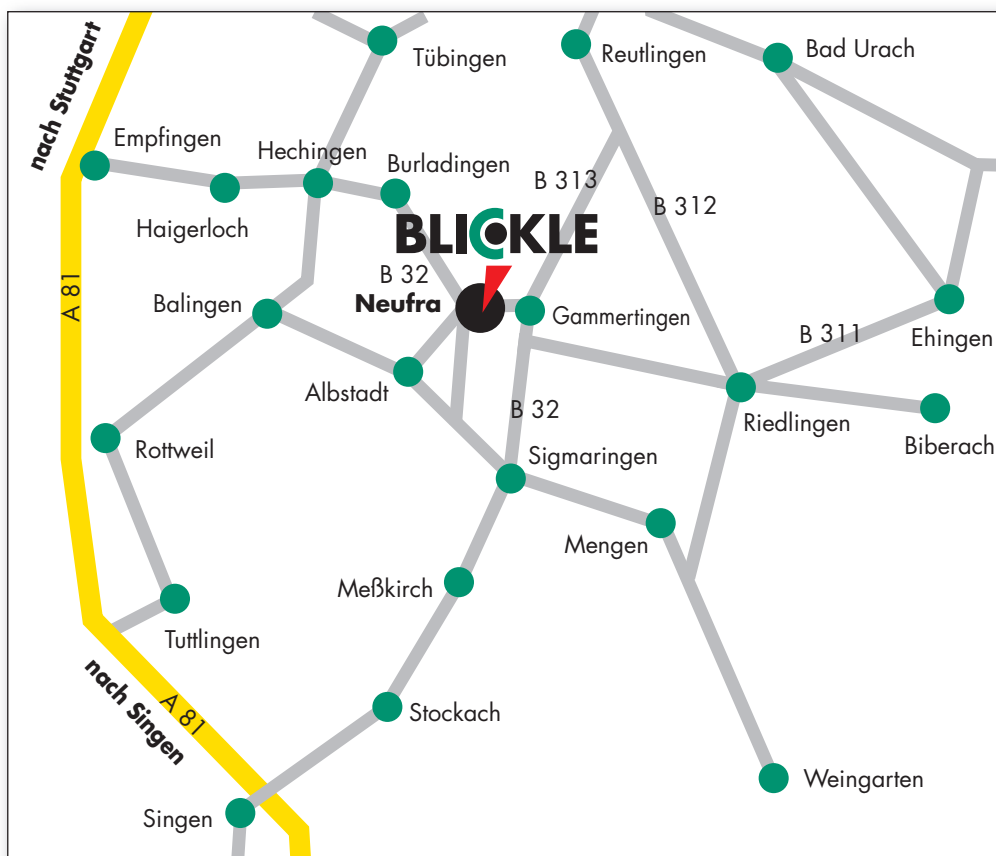 nach Stuttgart
Tübingen
Reutlingen
Bad Urach
Empfingen
Hechingen
Burladingen
B 313
B 312
Haigerloch
BLICKLE
B 32
A 81
Balingen
Neufra
Gammertingen
B 311
Ehingen
Albstadt
B 32
Riedlingen
Biberach
Rottweil
Sigmaringen
Mengen
Meßkirch
Tuttlingen
nach Singen
A 81
Stockach
Weingarten
Singen